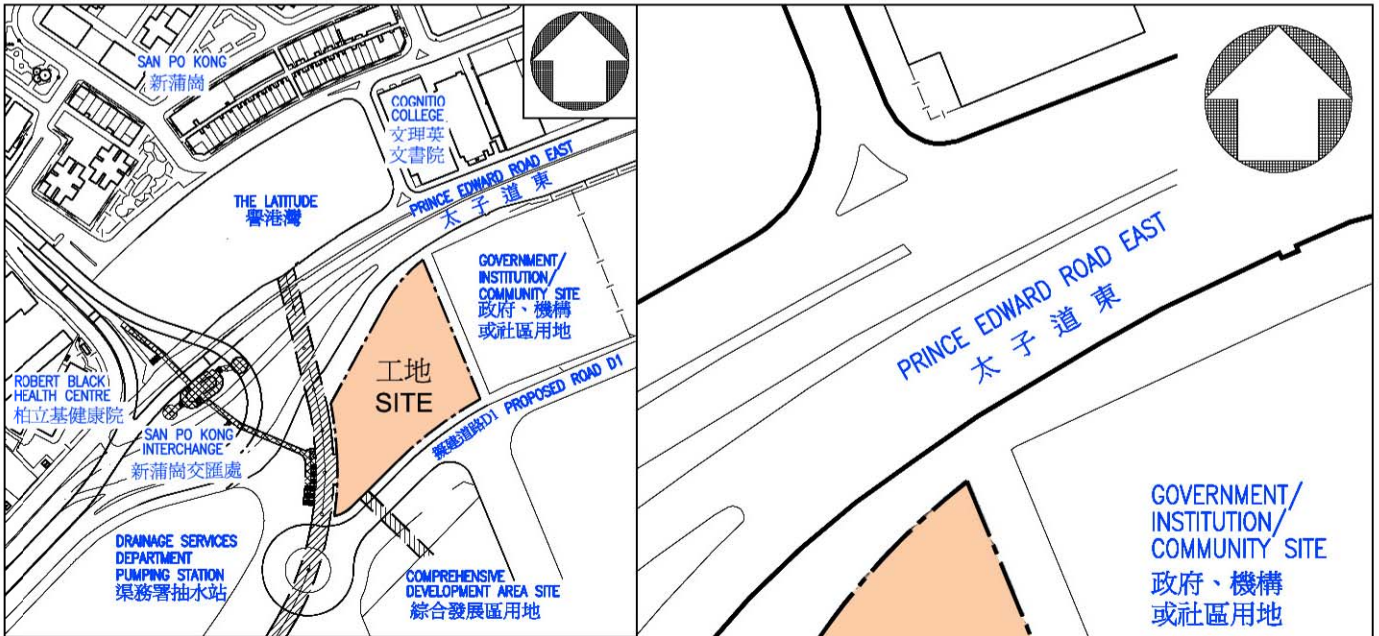 SAN PO KONG
新蒲崗
COGNITIO
COLLEGE
文理英
文書院
PRINCE EDWARD ROAD EAST
太子道東
THE LATITUDE
譽港灣
GOVERNMENT/
INSTITUTION/
COMMUNITY SITE
政府、機構
或社區用地
工地
SITE
ROBERT BLACK
HEALTH CENTRE
柏立基健康院
SAN PO KONG
INTERCHANGE
新蒲崗交匯處
擬建道路D1 PROPOSED ROAD D1
DRAINAGE SERVICES
DEPARTMENT
PUMPING STATION
渠務署抽水站
COMPREHENSIVE
DEVELOPMENT AREA SITE
綜合發展區用地
PRINCE EDWARD ROAD EAST
太子道東
GOVERNMENT/
INSTITUTION/
COMMUNITY SITE
政府、機構
或社區用地